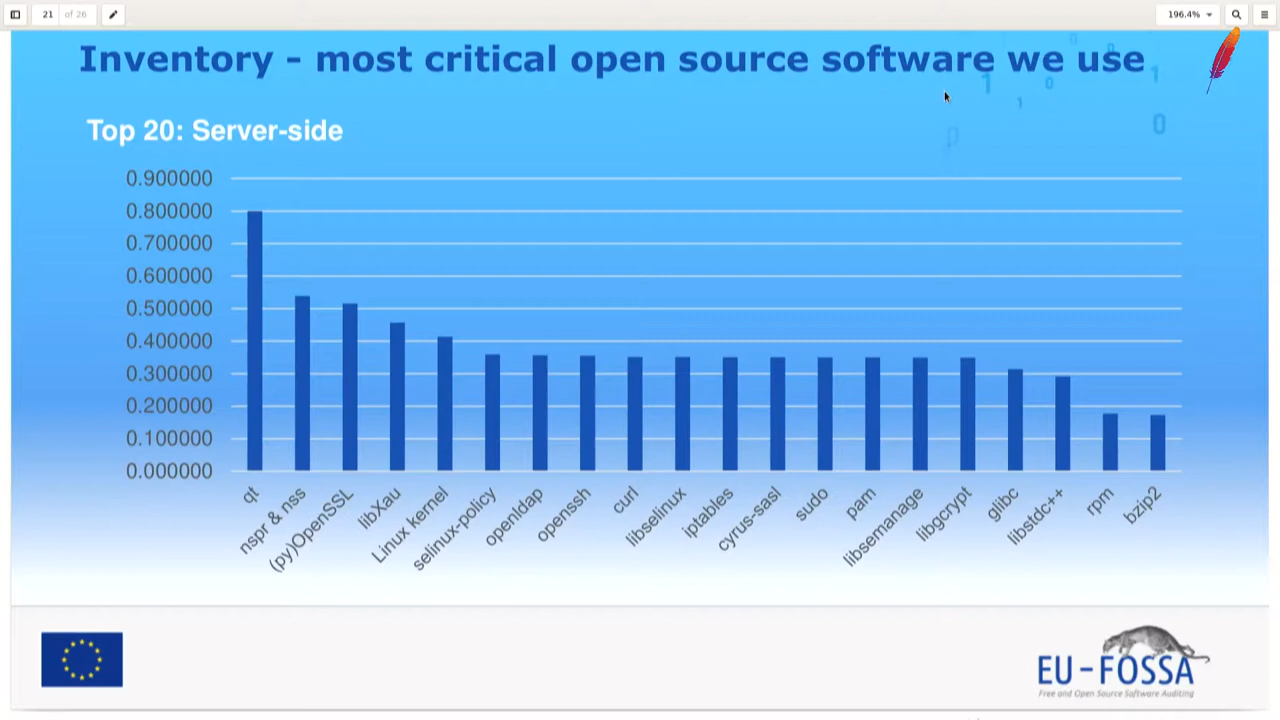 21 of 26
196.4%
Inventory - most critical open source software we use
Top 20: Server-side
0.900000
0.800000
0.700000
0.600000
0.500000
0.400000
0.300000
0.200000
0.100000
0.000000
qt
nspr & nss
(py)OpenSSL
libXau
Linux kernel
selinux-policy
openldap
openssh
curl
libselinux
iptables
cyrus-sasl
sudo
pam
libsemanage
libgcrypt
glibc
libstdc++
rpm
bzip2
EU-FOSSA
Free and Open Source Software Auditing